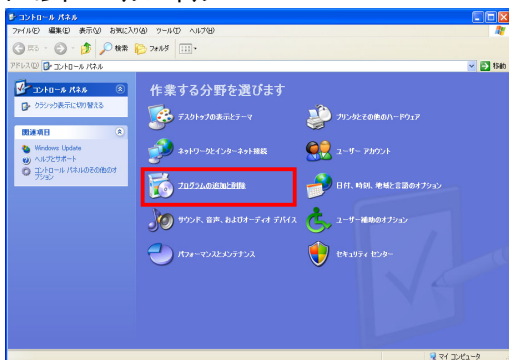 コントロール パネル
ファイル(F) 編集(E) 表示(V) お気に入り(A) ツール(T) ヘルプ(H)
戻る 検索 フォルダ
アドレス(D) コントロール パネル 移動
コントロール パネル
クラシック表示に切り替える
関連項目
Windows Update
ヘルプとサポート
コントロール パネルのその他のオプション
作業する分野を選びます
デスクトップの表示とテーマ
プリンタとその他のハードウェア
ネットワークとインターネット接続
ユーザー アカウント
プログラムの追加と削除
日付、時刻、地域と言語のオプション
サウンド、音声、およびオーディオ デバイス
ユーザー補助のオプション
パフォーマンスとメンテナンス
セキュリティ センター
マイ コンピュータ